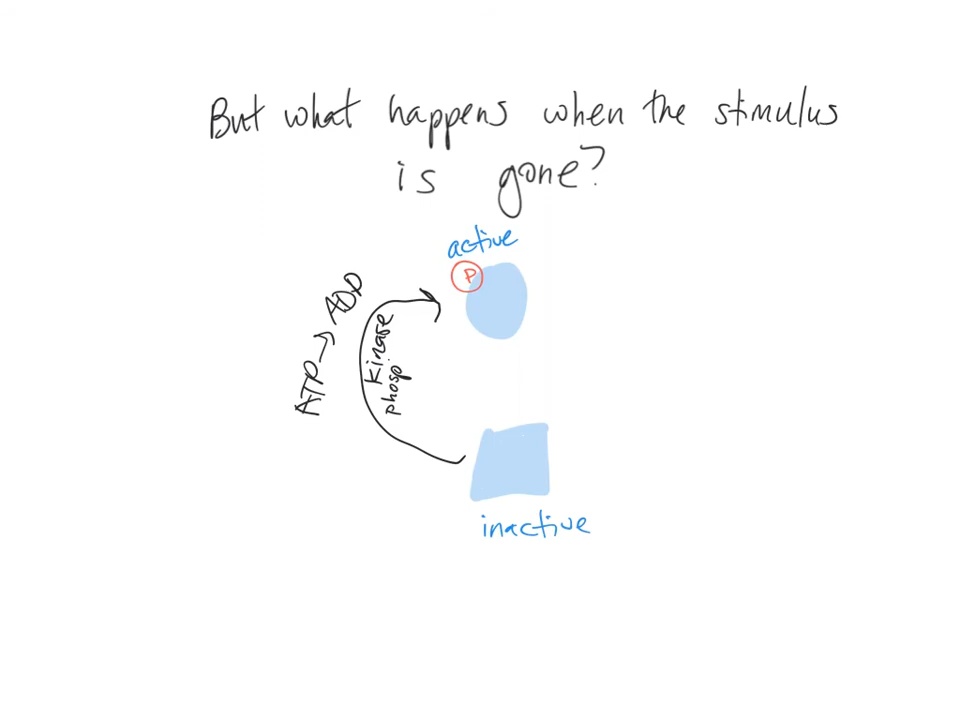 But what happens when the stimulus
is gone?
active
P
ATP → ADP
kinase
phosp
inactive